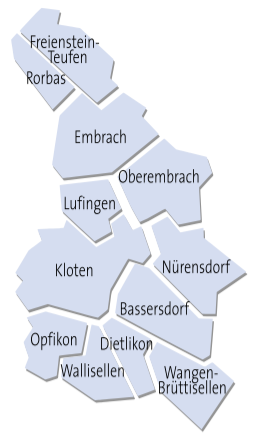 Freienstein-
Teufen
Rorbas
Embrach
Oberembrach
Lufingen
Kloten
Nürensdorf
Bassersdorf
Opfikon
Dietlikon
Wallisellen
Wangen-
Brüttisellen